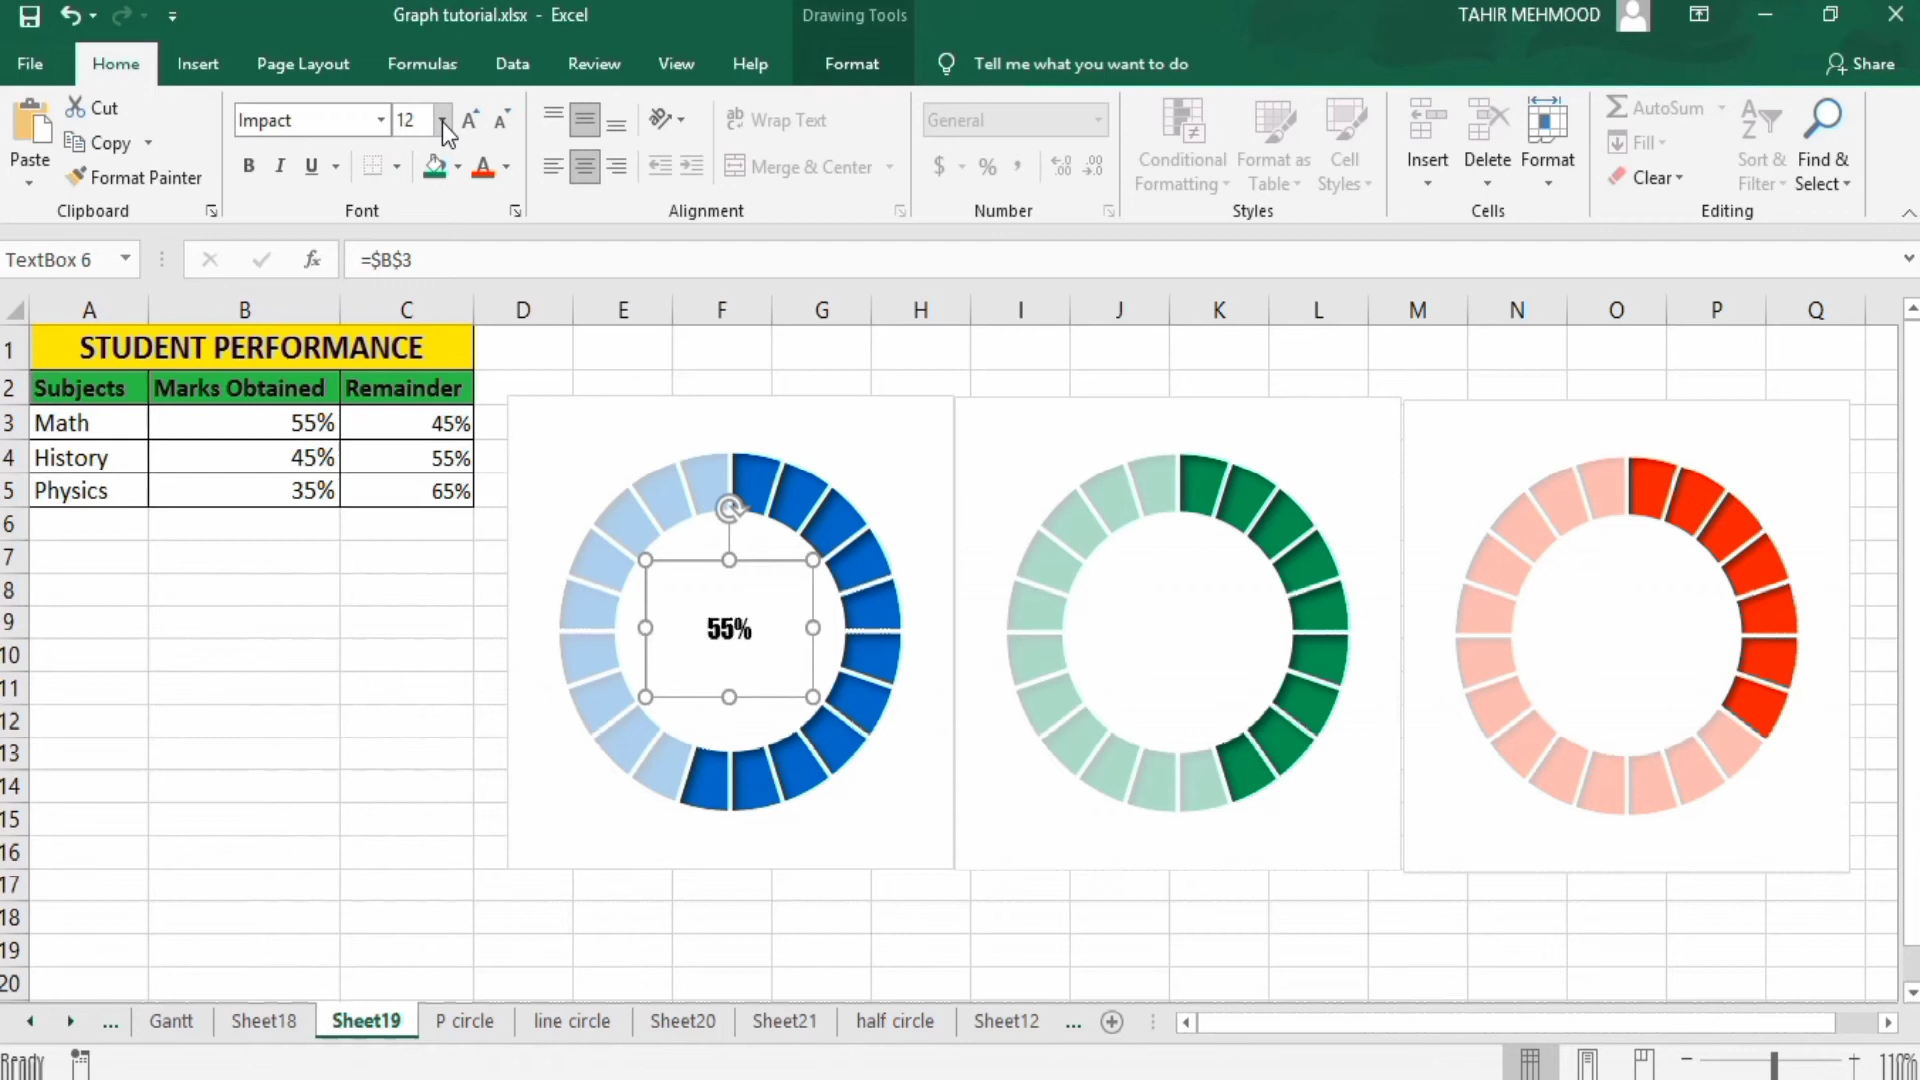 Graph tutorial.xlsx - Excel
Drawing Tools
TAHIR MEHMOOD
File Home Insert Page Layout Formulas Data Review View Help Format Tell me what you want to do Share
Paste
Cut
Copy
Format Painter
Clipboard
Impact 12
B I U
Font
ab Wrap Text
Merge & Center
Alignment
General
$ % ,
Number
Conditional Formatting
Format as Table
Cell Styles
Styles
Insert Delete Format
Cells
AutoSum
Fill
Clear
Sort & Filter
Find & Select
Editing
TextBox 6 fx =$B$3
A B C D E F G H I J K L M N O P Q
1 STUDENT PERFORMANCE
2 Subjects Marks Obtained Remainder
3 Math 55% 45%
4 History 45% 55%
5 Physics 35% 65%
6
7
8
9
55%
10
11
12
13
14
15
16
17
18
19
20
... Gantt Sheet18 Sheet19 P circle line circle Sheet20 Sheet21 half circle Sheet12 ...
Ready 110%